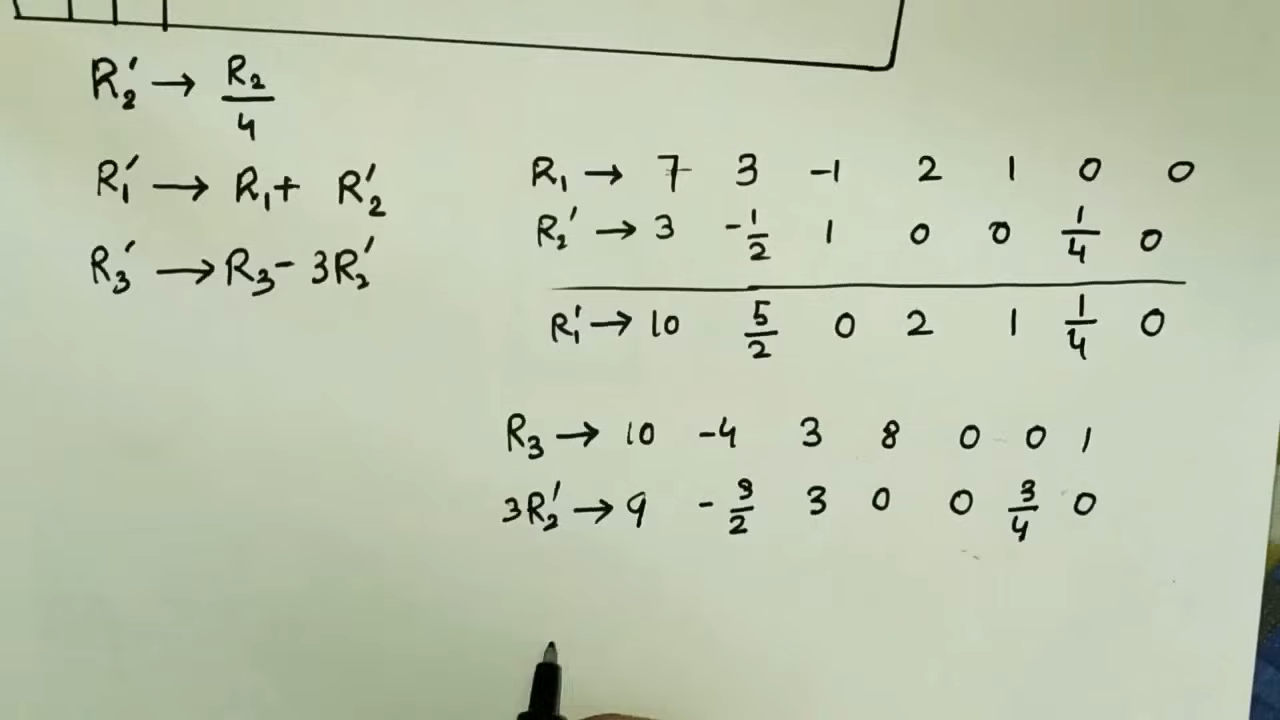 R₂′ → R₂/4
R₁′ → R₁ + R₂′
R₃′ → R₃ - 3R₂′
R₁ → 7 3 -1 2 1 0 0
R₂′ → 3 -1/2 1 0 0 1/4 0
R₁′ → 10 5/2 0 2 1 1/4 0
R₃ → 10 -4 3 8 0 0 1
3R₂′ → 9 -3/2 3 0 0 3/4 0